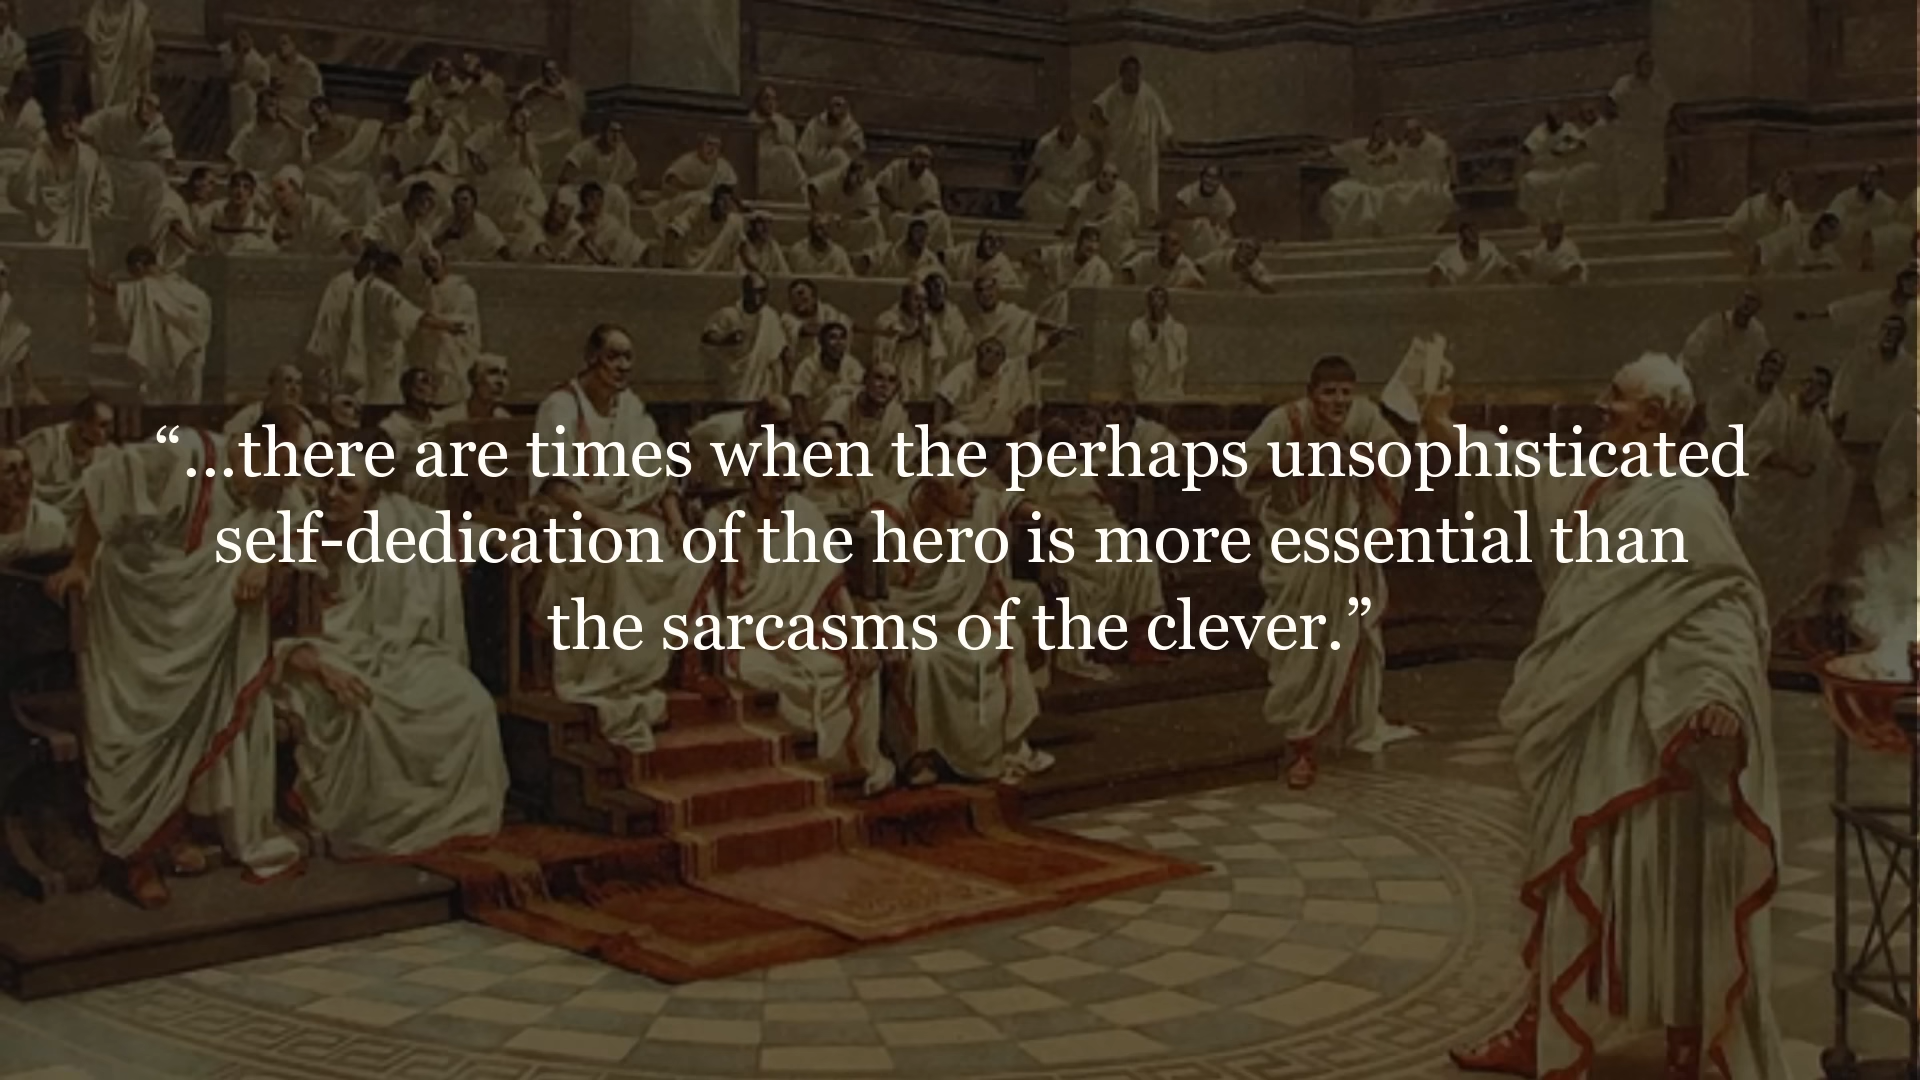 “...there are times when the perhaps unsophisticated
self-dedication of the hero is more essential than
the sarcasms of the clever.”